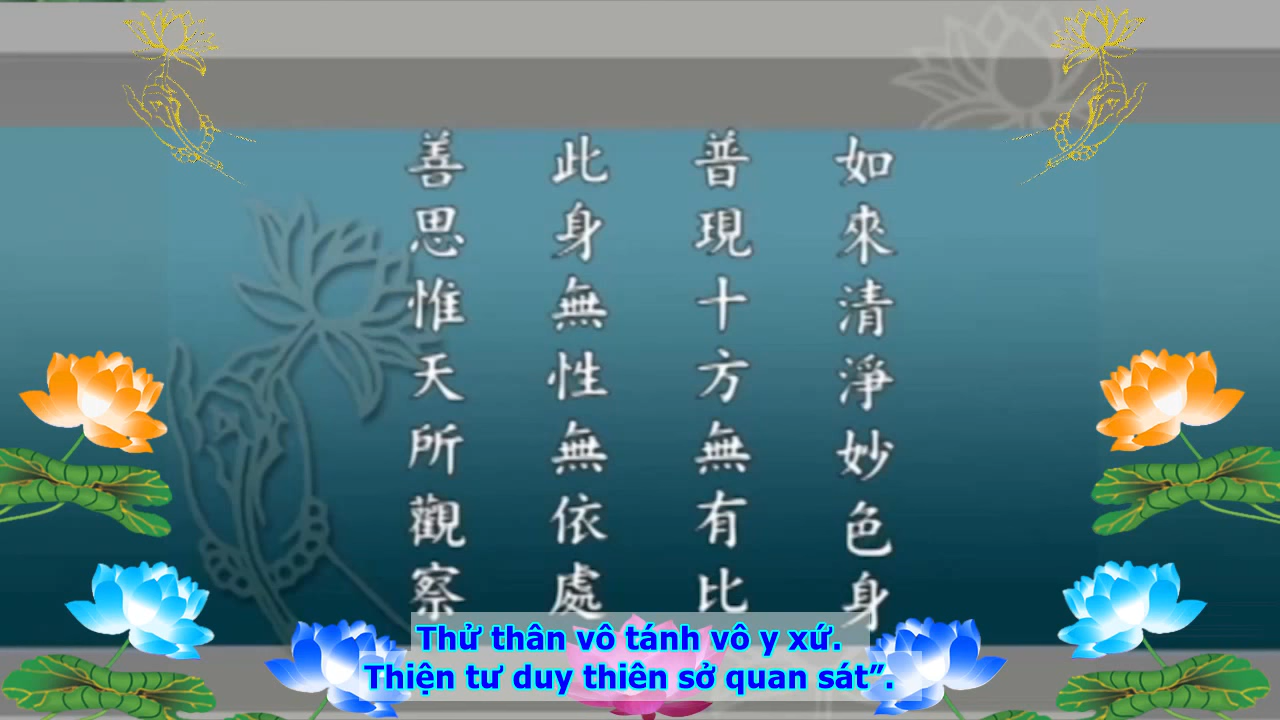 如來清淨妙色身
普現十方無有比
此身無性無依處
善思惟天所觀察
Thử thân vô tánh vô y xứ.
Thiện tư duy thiên sở quan sát”.